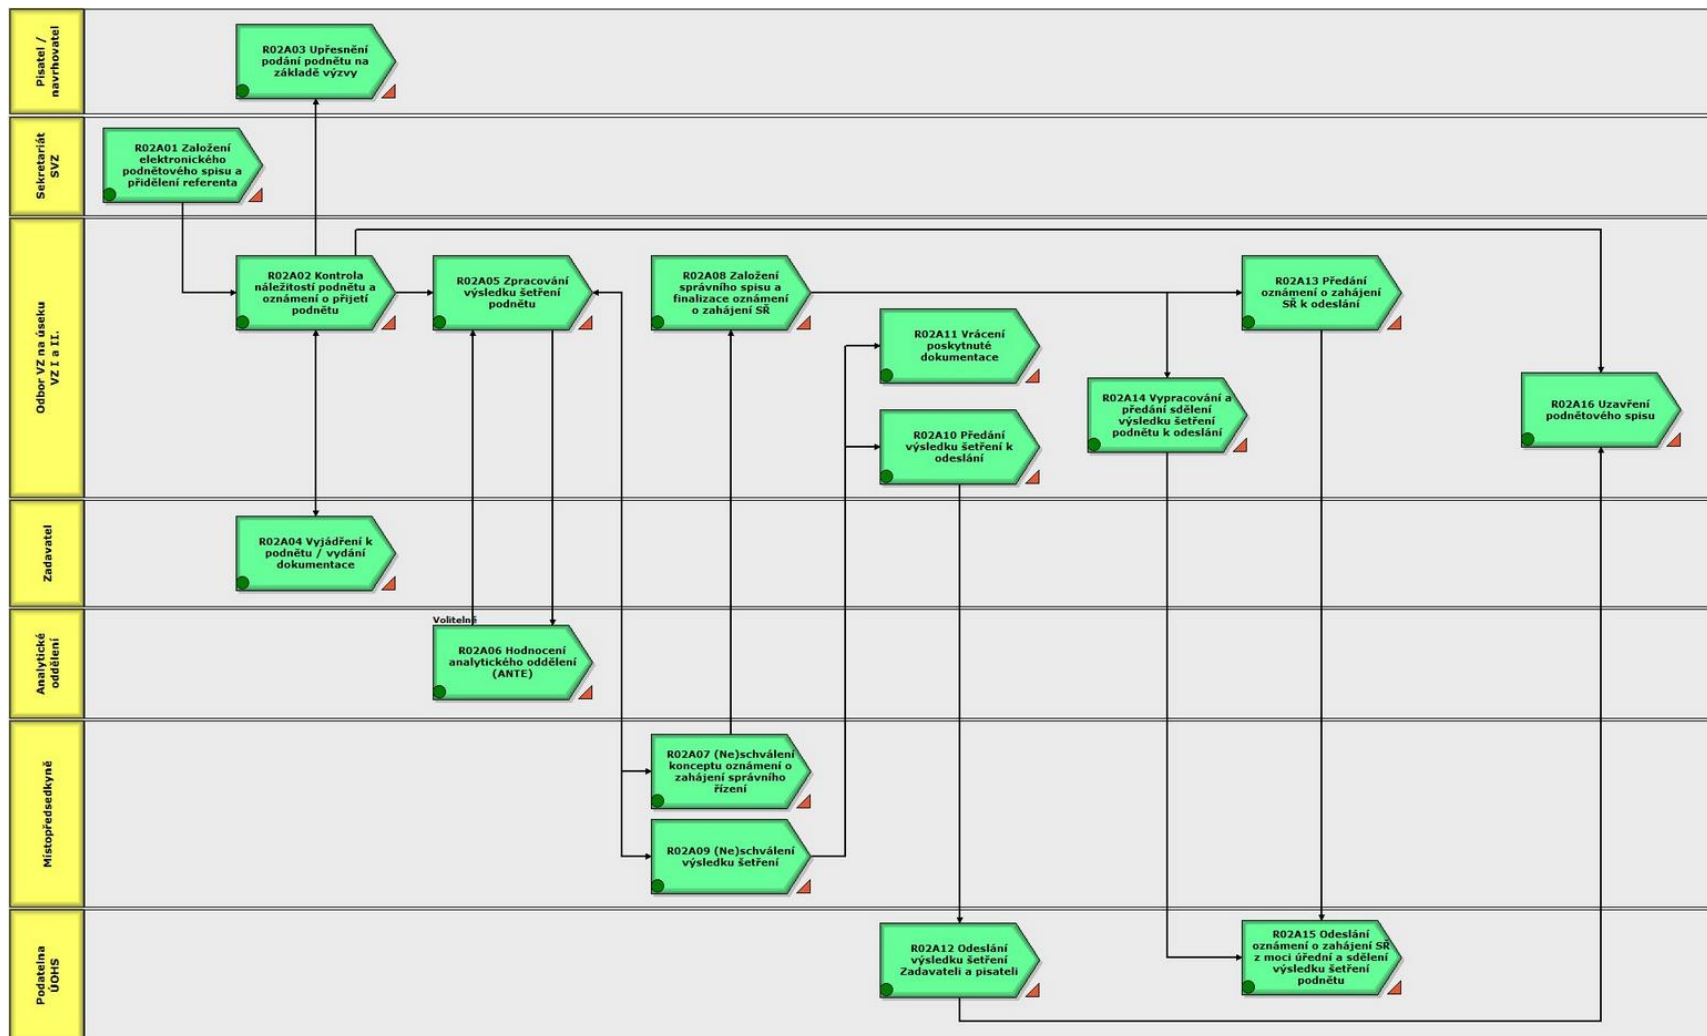 Pisatel /
navrhovatel
R02A03 Upřesnění
podání podnětu na
základě výzvy
Sekretariát
SVZ
R02A01 Založení
elektronického
podnětového spisu a
přidělení referenta
Odbor VZ na úseku
VZ I a II.
R02A02 Kontrola
náležitostí podnětu a
oznámení o přijetí
podnětu
R02A05 Zpracování
výsledku šetření
podnětu
R02A08 Založení
správního spisu a
finalizace oznámení
o zahájení SŘ
R02A13 Předání
oznámení o zahájení
SŘ k odeslání
R02A11 Vrácení
poskytnuté
dokumentace
R02A14 Vypracování a
předání sdělení
výsledku šetření
podnětu k odeslání
R02A16 Uzavření
podnětového spisu
R02A10 Předání
výsledku šetření k
odeslání
Zadavatel
R02A04 Vyjádření k
podnětu / vydání
dokumentace
Analytické
oddělení
Volitelně
R02A06 Hodnocení
analytického oddělení
(ANTE)
Místopředsedkyně
R02A07 (Ne)schválení
konceptu oznámení o
zahájení správního
řízení
R02A09 (Ne)schválení
výsledku šetření
Podatelna
ÚOHS
R02A12 Odeslání
výsledku šetření
Zadavateli a pisateli
R02A15 Odeslání
oznámení o zahájení SŘ
z moci úřední a sdělení
výsledku šetření
podnětu